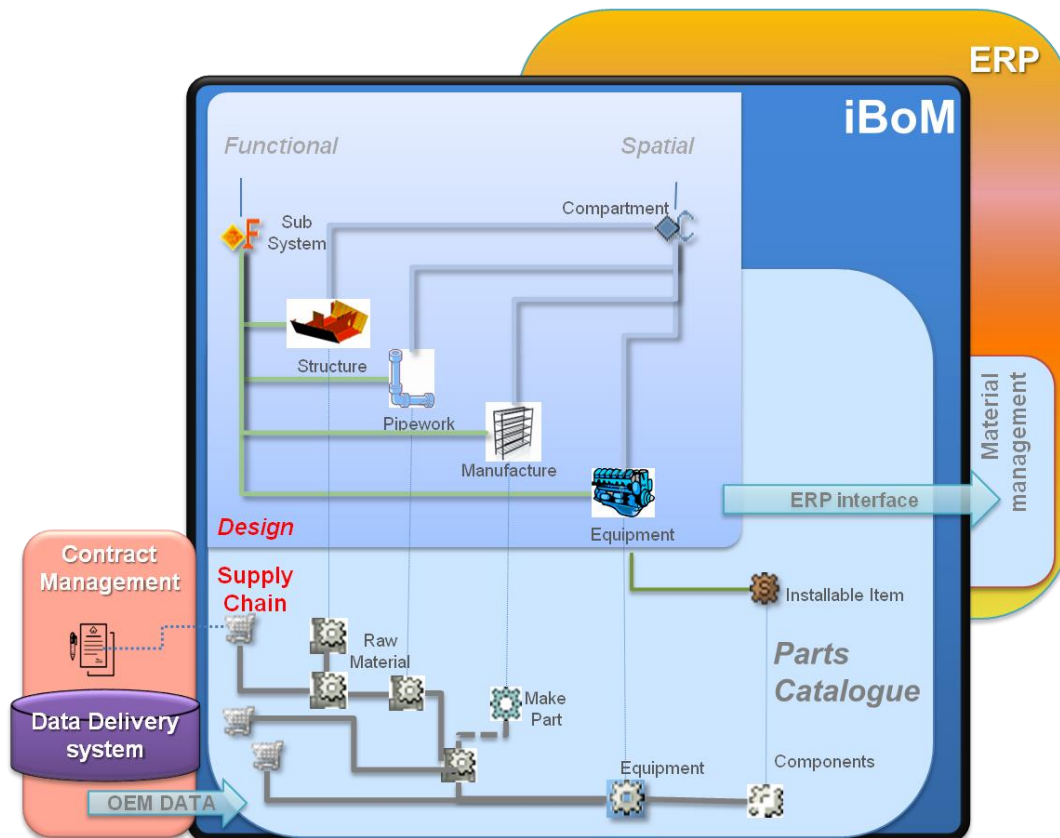 ERP
iBoM
Functional
Spatial
Compartment
Sub
System
F
C
Structure
Pipework
Manufacture
Material
management
ERP interface
Design
Equipment
Contract
Management
Supply
Chain
S
Installable Item
Raw
Material
Parts
Catalogue
Make
Part
Data Delivery
system
Equipment
Components
OEM DATA